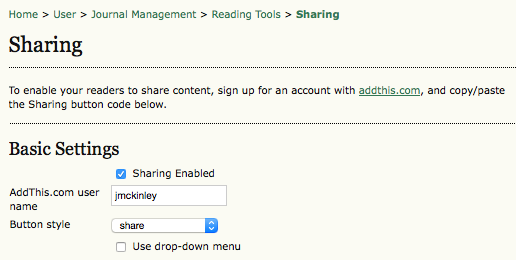 Home > User > Journal Management > Reading Tools > Sharing
Sharing
To enable your readers to share content, sign up for an account with addthis.com, and copy/paste
the Sharing button code below.
Basic Settings
Sharing Enabled
AddThis.com user
name
jmckinley
Button style
share
Use drop-down menu